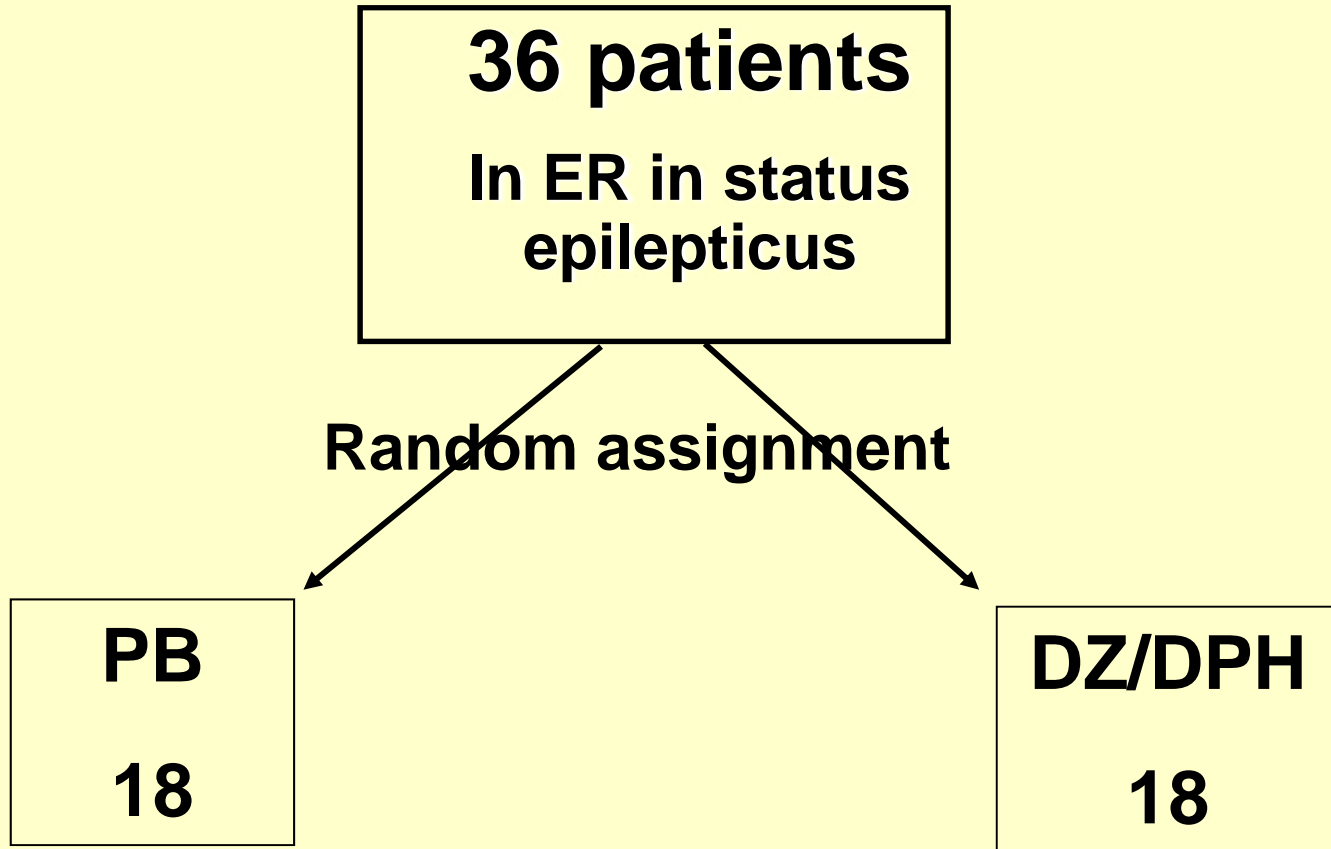 36 patients
In ER in status
epilepticus
Random assignment
PB
18
DZ/DPH
18